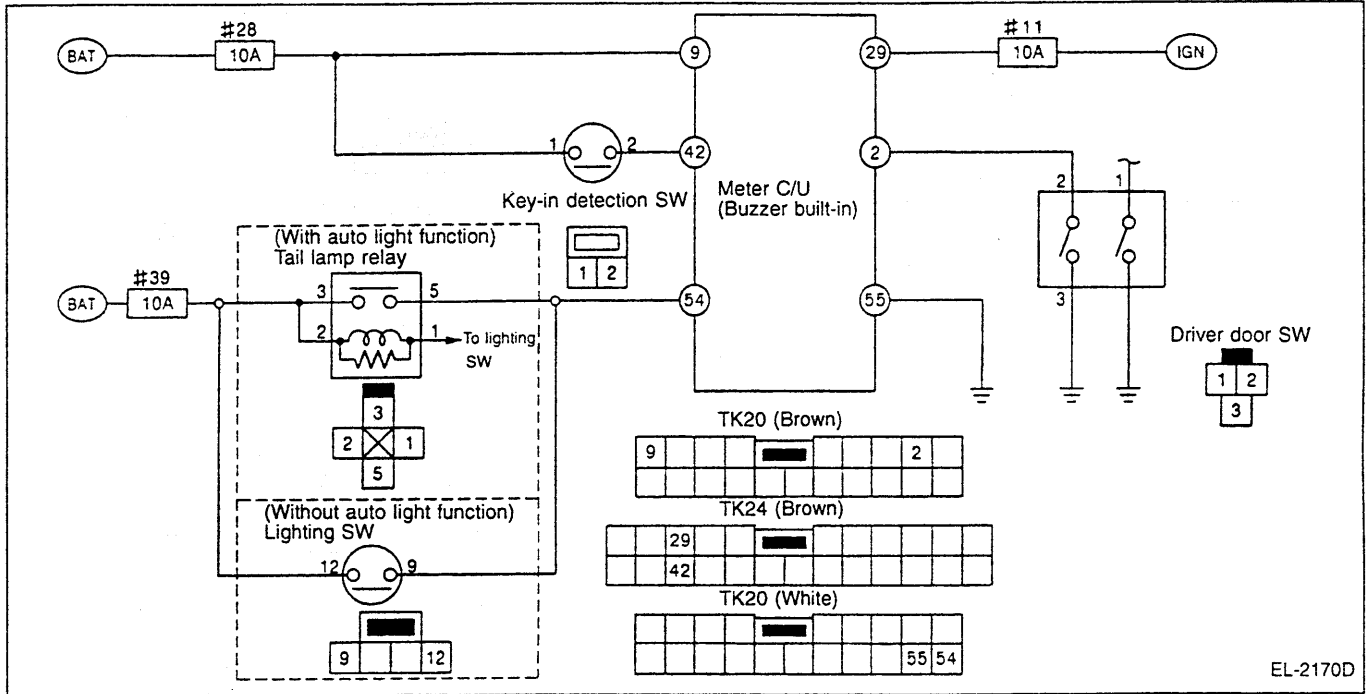 #28
#11
BAT
10A
9
29
10A
IGN
1
2
42
2
Key-in detection SW
Meter C/U
(Buzzer built-in)
2
1
3
1 2
(With auto light function)
Tail lamp relay
#39
BAT
10A
3
5
54
55
2
1
To lighting
SW
Driver door SW
1 2
3
3
2 1
5
TK20 (Brown)
9 2
(Without auto light function)
Lighting SW
12
9
9 12
TK24 (Brown)
29
42
TK20 (White)
55 54
EL-2170D